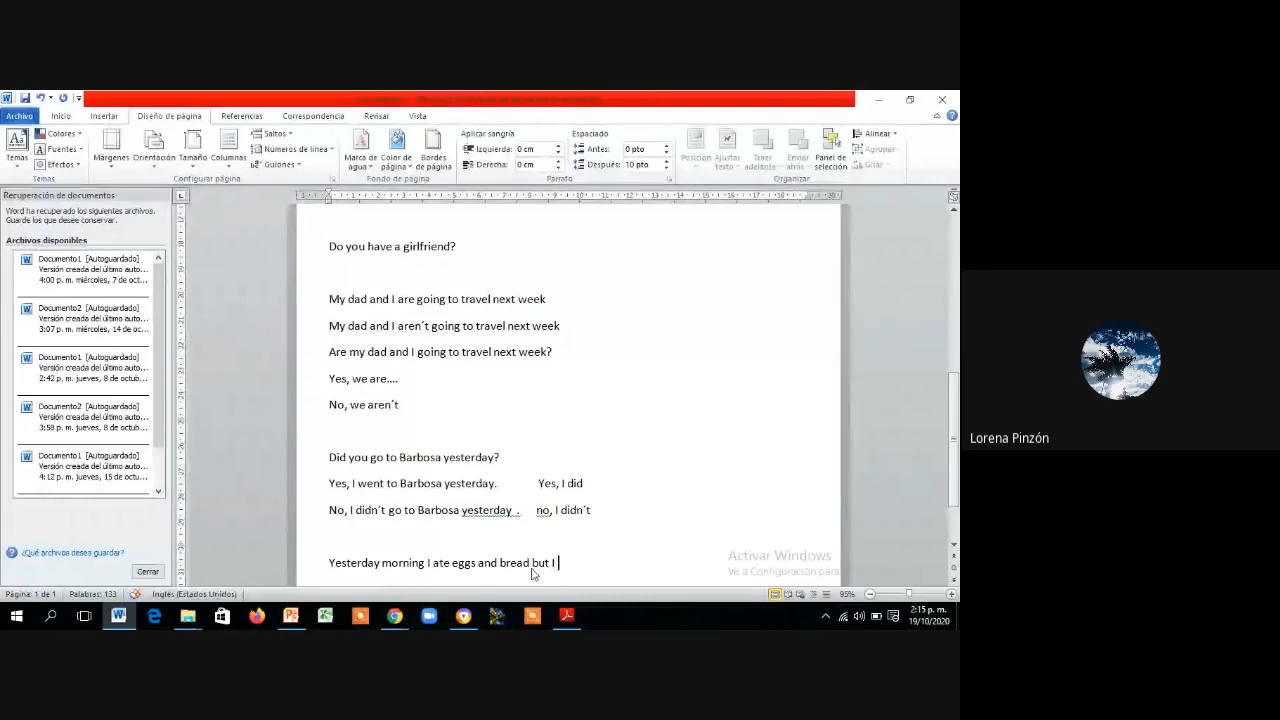 Archivo Inicio Insertar Diseño de página Referencias Correspondencia Revisar Vista
Temas Colores Fuentes Efectos
Temas
Márgenes Orientación Tamaño Columnas Saltos Números de línea Guiones
Configurar página
Marca de agua Color de página Bordes de página
Fondo de página
Aplicar sangría Espaciado
Izquierda: 0 cm Antes: 0 pto
Derecha: 0 cm Después: 10 pto
Párrafo
Posición Ajustar texto Traer adelante Enviar atrás Panel de selección Alinear Agrupar Girar
Organizar
Recuperación de documentos
Word ha recuperado los siguientes archivos.
Guarde los que desee conservar.
Archivos disponibles
Documento1 [Autoguardado]
Versión creada del último auto...
4:00 p. m. miércoles, 7 de oct...
Documento2 [Autoguardado]
Versión creada del último auto...
3:07 p. m. miércoles, 14 de oc...
Documento1 [Autoguardado]
Versión creada del último auto...
2:42 p. m. jueves, 8 de octub...
Documento2 [Autoguardado]
Versión creada del último auto...
3:58 p. m. jueves, 8 de octub...
Documento1 [Autoguardado]
Versión creada del último auto...
4:12 p. m. jueves, 15 de octu...
¿Qué archivo desea guardar?
Cerrar
Do you have a girlfriend?
My dad and I are going to travel next week
My dad and I aren´t going to travel next week
Are my dad and I going to travel next week?
Yes, we are....
No, we aren´t
Did you go to Barbosa yesterday?
Yes, I went to Barbosa yesterday. Yes, I did
No, I didn´t go to Barbosa yesterday . no, I didn´t
Yesterday morning I ate eggs and bread but I
Activar Windows
Ve a Configuración para
Página: 1 de 1 Palabras: 133 Inglés (Estados Unidos) 95%
2:15 p. m.
19/10/2020
Lorena Pinzón